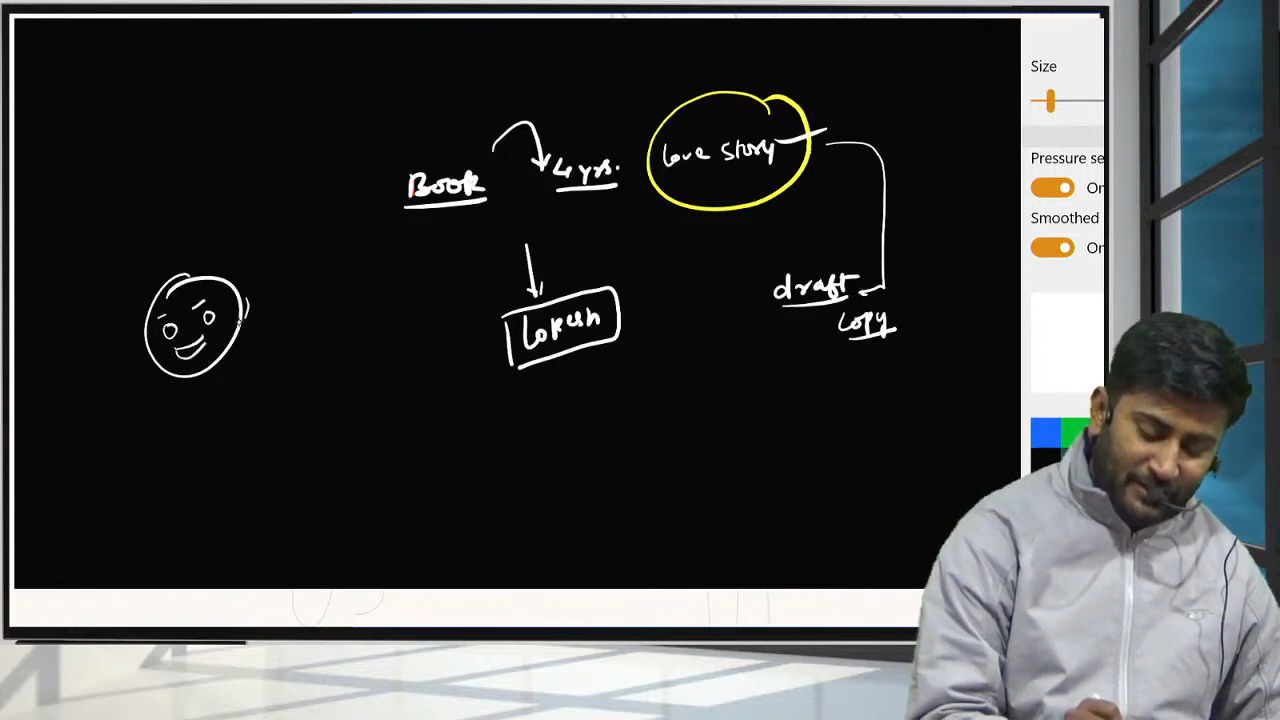 Book
4 yrs.
Love Story
draft
copy
Lokesh
Size
Pressure se
On
Smoothed
On